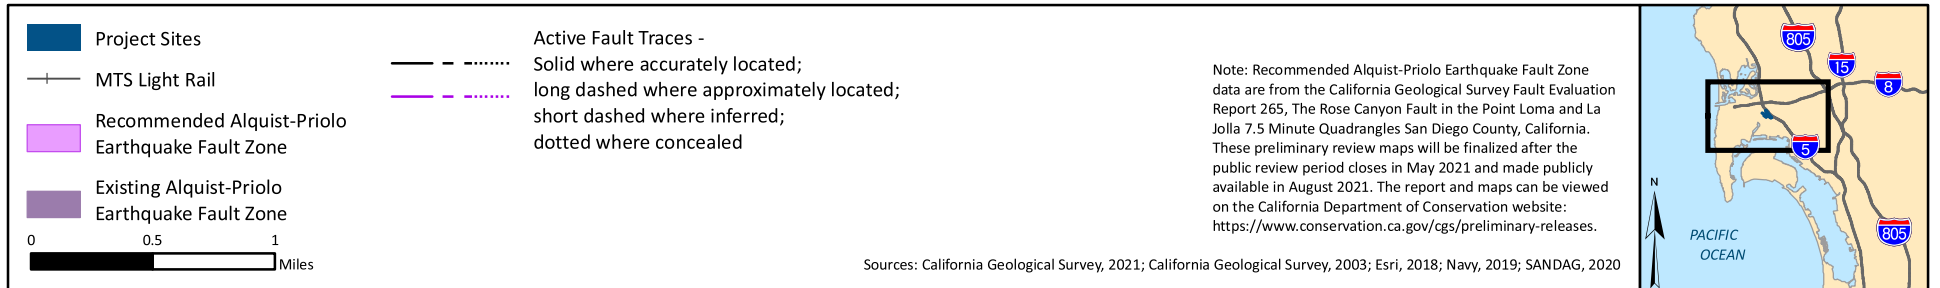 Project Sites
MTS Light Rail
Recommended Alquist-Priolo
Earthquake Fault Zone
Existing Alquist-Priolo
Earthquake Fault Zone
0 0.5 1
Miles
Active Fault Traces -
Solid where accurately located;
long dashed where approximately located;
short dashed where inferred;
dotted where concealed
Note: Recommended Alquist-Priolo Earthquake Fault Zone
data are from the California Geological Survey Fault Evaluation
Report 265, The Rose Canyon Fault in the Point Loma and La
Jolla 7.5 Minute Quadrangles San Diego County, California.
These preliminary review maps will be finalized after the
public review period closes in May 2021 and made publicly
available in August 2021. The report and maps can be viewed
on the California Department of Conservation website:
https://www.conservation.ca.gov/cgs/preliminary-releases.
Sources: California Geological Survey, 2021; California Geological Survey, 2003; Esri, 2018; Navy, 2019; SANDAG, 2020
805
15
8
5
N
805
PACIFIC
OCEAN